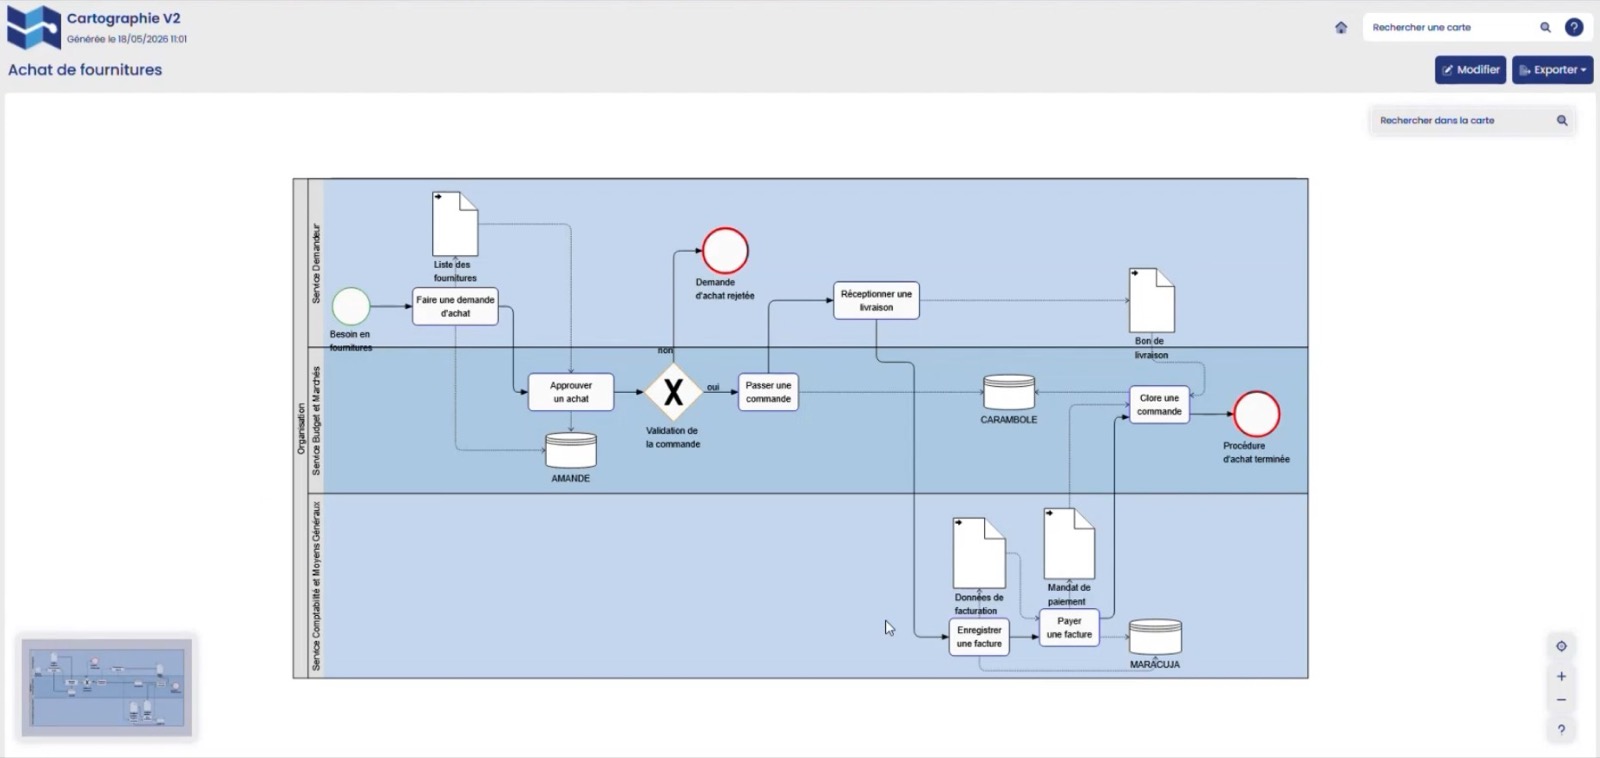 Cartographie V2
Générée le 18/05/2026 11:01
Rechercher une carte
?
Achat de fournitures
Modifier
Exporter
Rechercher dans la carte
Organisation
Service Demandeur
Liste des
fournitures
Faire une demande
d'achat
Besoin en
fournitures
Demande
d'achat rejetée
Réceptionner une
livraison
Bon de
livraison
Service Budget et Marchés
non
Approuver
un achat
X
oui
Validation de
la commande
Passer une
commande
CARAMBOLE
Clore une
commande
Procédure
d'achat terminée
AMANDE
Service Comptabilité et Moyens Généraux
Données de
facturation
Mandat de
paiement
Enregistrer
une facture
Payer
une facture
MARACUJA
+
−
?